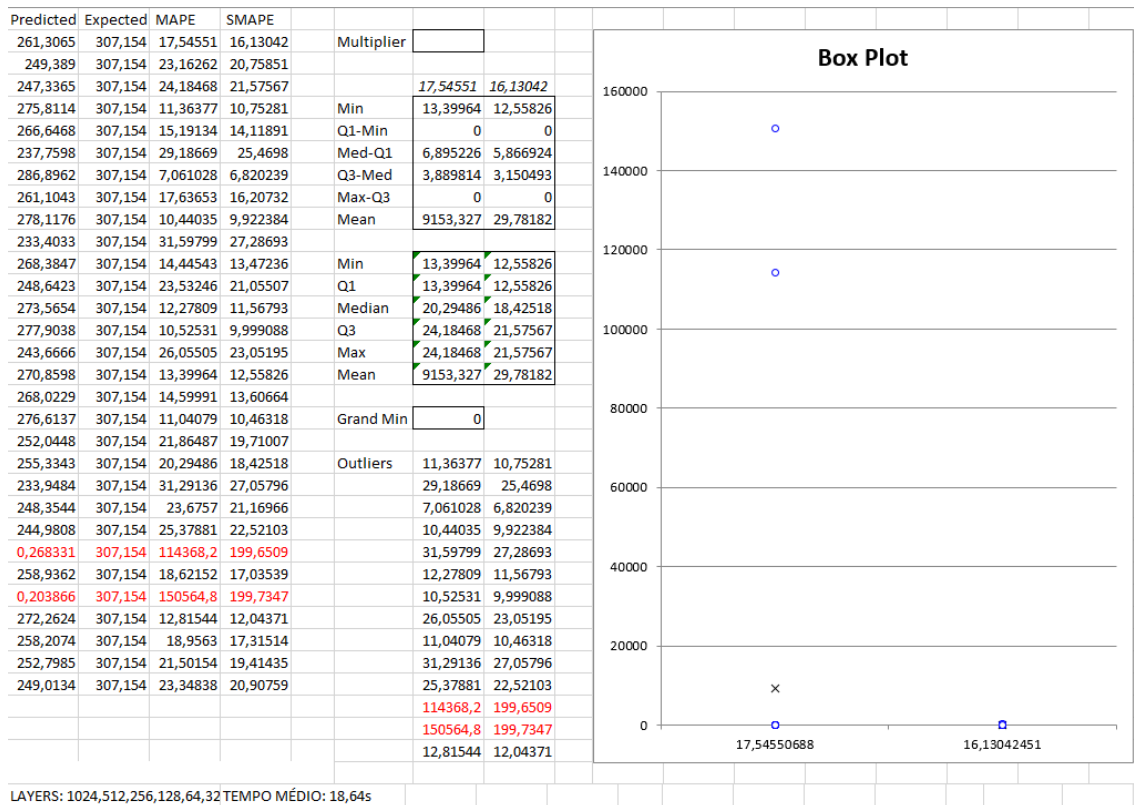 Predicted Expected MAPE SMAPE
261,3065 307,154 17,54551 16,13042 Multiplier
249,389 307,154 23,16262 20,75851
247,3365 307,154 24,18468 21,57567 17,54551 16,13042
275,8114 307,154 11,36377 10,75281 Min 13,39964 12,55826
266,6468 307,154 15,19134 14,11891 Q1-Min 0 0
237,7598 307,154 29,18669 25,4698 Med-Q1 6,895226 5,866924
286,8962 307,154 7,061028 6,820239 Q3-Med 3,889814 3,150493
261,1043 307,154 17,63653 16,20732 Max-Q3 0 0
278,1176 307,154 10,44035 9,922384 Mean 9153,327 29,78182
233,4033 307,154 31,59799 27,28693
268,3847 307,154 14,44543 13,47236 Min 13,39964 12,55826
248,6423 307,154 23,53246 21,05507 Q1 13,39964 12,55826
273,5654 307,154 12,27809 11,56793 Median 20,29486 18,42518
277,9038 307,154 10,52531 9,999088 Q3 24,18468 21,57567
243,6666 307,154 26,05505 23,05195 Max 24,18468 21,57567
270,8598 307,154 13,39964 12,55826 Mean 9153,327 29,78182
268,0229 307,154 14,59991 13,60664
276,6137 307,154 11,04079 10,46318 Grand Min 0
252,0448 307,154 21,86487 19,71007
255,3343 307,154 20,29486 18,42518 Outliers 11,36377 10,75281
233,9484 307,154 31,29136 27,05796 29,18669 25,4698
248,3544 307,154 23,6757 21,16966 7,061028 6,820239
244,9808 307,154 25,37881 22,52103 10,44035 9,922384
0,268331 307,154 114368,2 199,6509 31,59799 27,28693
258,9362 307,154 18,62152 17,03539 12,27809 11,56793
0,203866 307,154 150564,8 199,7347 10,52531 9,999088
272,2624 307,154 12,81544 12,04371 26,05505 23,05195
258,2074 307,154 18,9563 17,31514 11,04079 10,46318
252,7985 307,154 21,50154 19,41435 31,29136 27,05796
249,0134 307,154 23,34838 20,90759 25,37881 22,52103
114368,2 199,6509
150564,8 199,7347
12,81544 12,04371
LAYERS: 1024,512,256,128,64,32 TEMPO MÉDIO: 18,64s
Box Plot
160000
140000
120000
100000
80000
60000
40000
20000
0
17,54550688 16,13042451